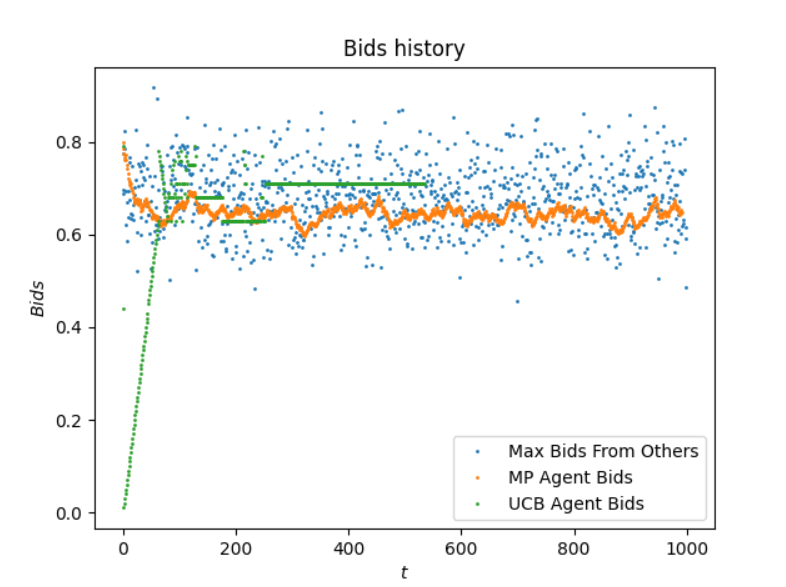 Bids history
Bids
0.8
0.6
0.4
0.2
0.0
Max Bids From Others
MP Agent Bids
UCB Agent Bids
0 200 400 600 800 1000
t